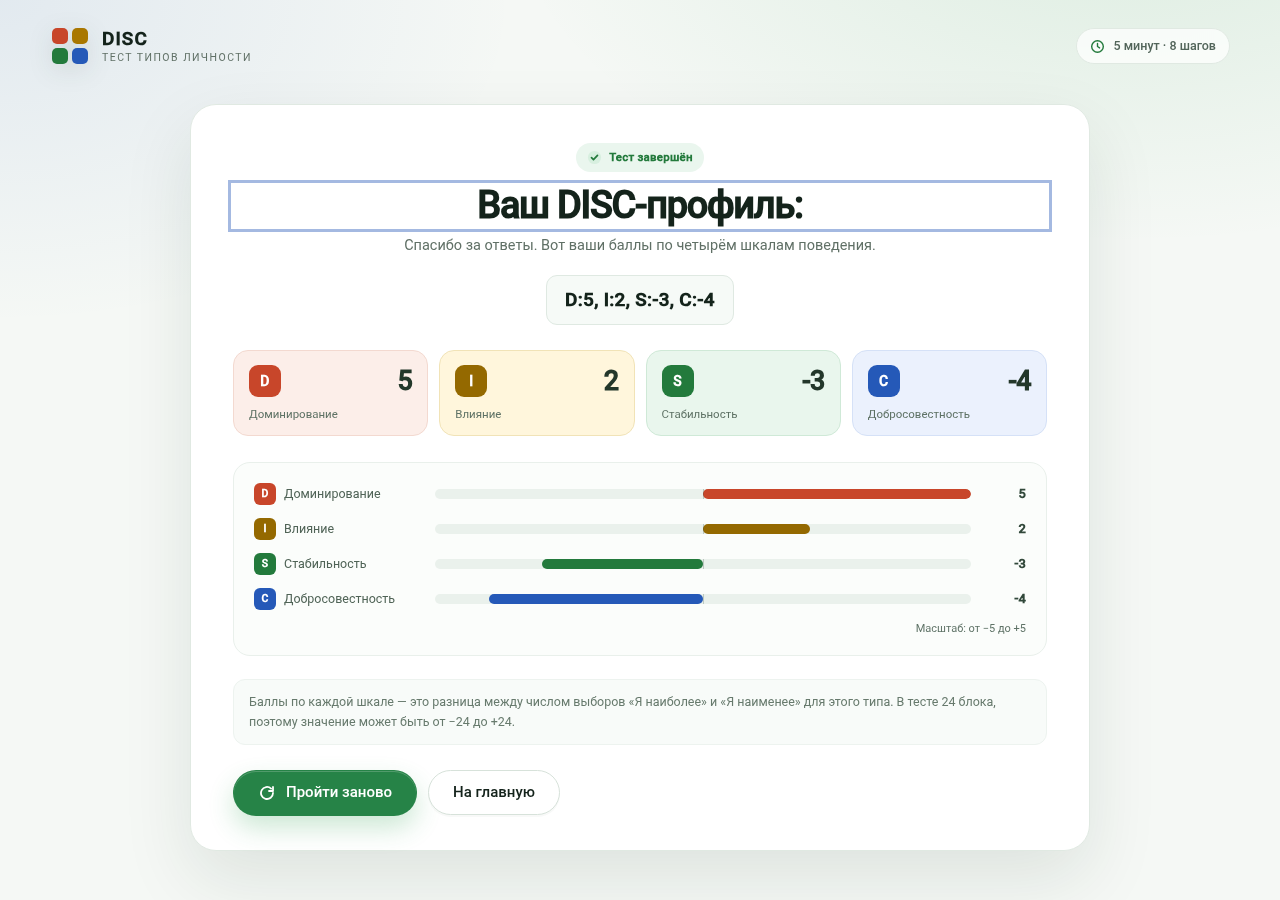 DISC
ТЕСТ ТИПОВ ЛИЧНОСТИ
5 минут · 8 шагов
Тест завершён
Ваш DISC-профиль:
Спасибо за ответы. Вот ваши баллы по четырём шкалам поведения.
D:5, I:2, S:-3, C:-4
D 5
Доминирование
I 2
Влияние
S -3
Стабильность
C -4
Добросовестность
D Доминирование 5
I Влияние 2
S Стабильность -3
C Добросовестность -4
Масштаб: от −5 до +5
Баллы по каждой шкале — это разница между числом выборов «Я наиболее» и «Я наименее» для этого типа. В тесте 24 блока,
поэтому значение может быть от −24 до +24.
Пройти заново
На главную